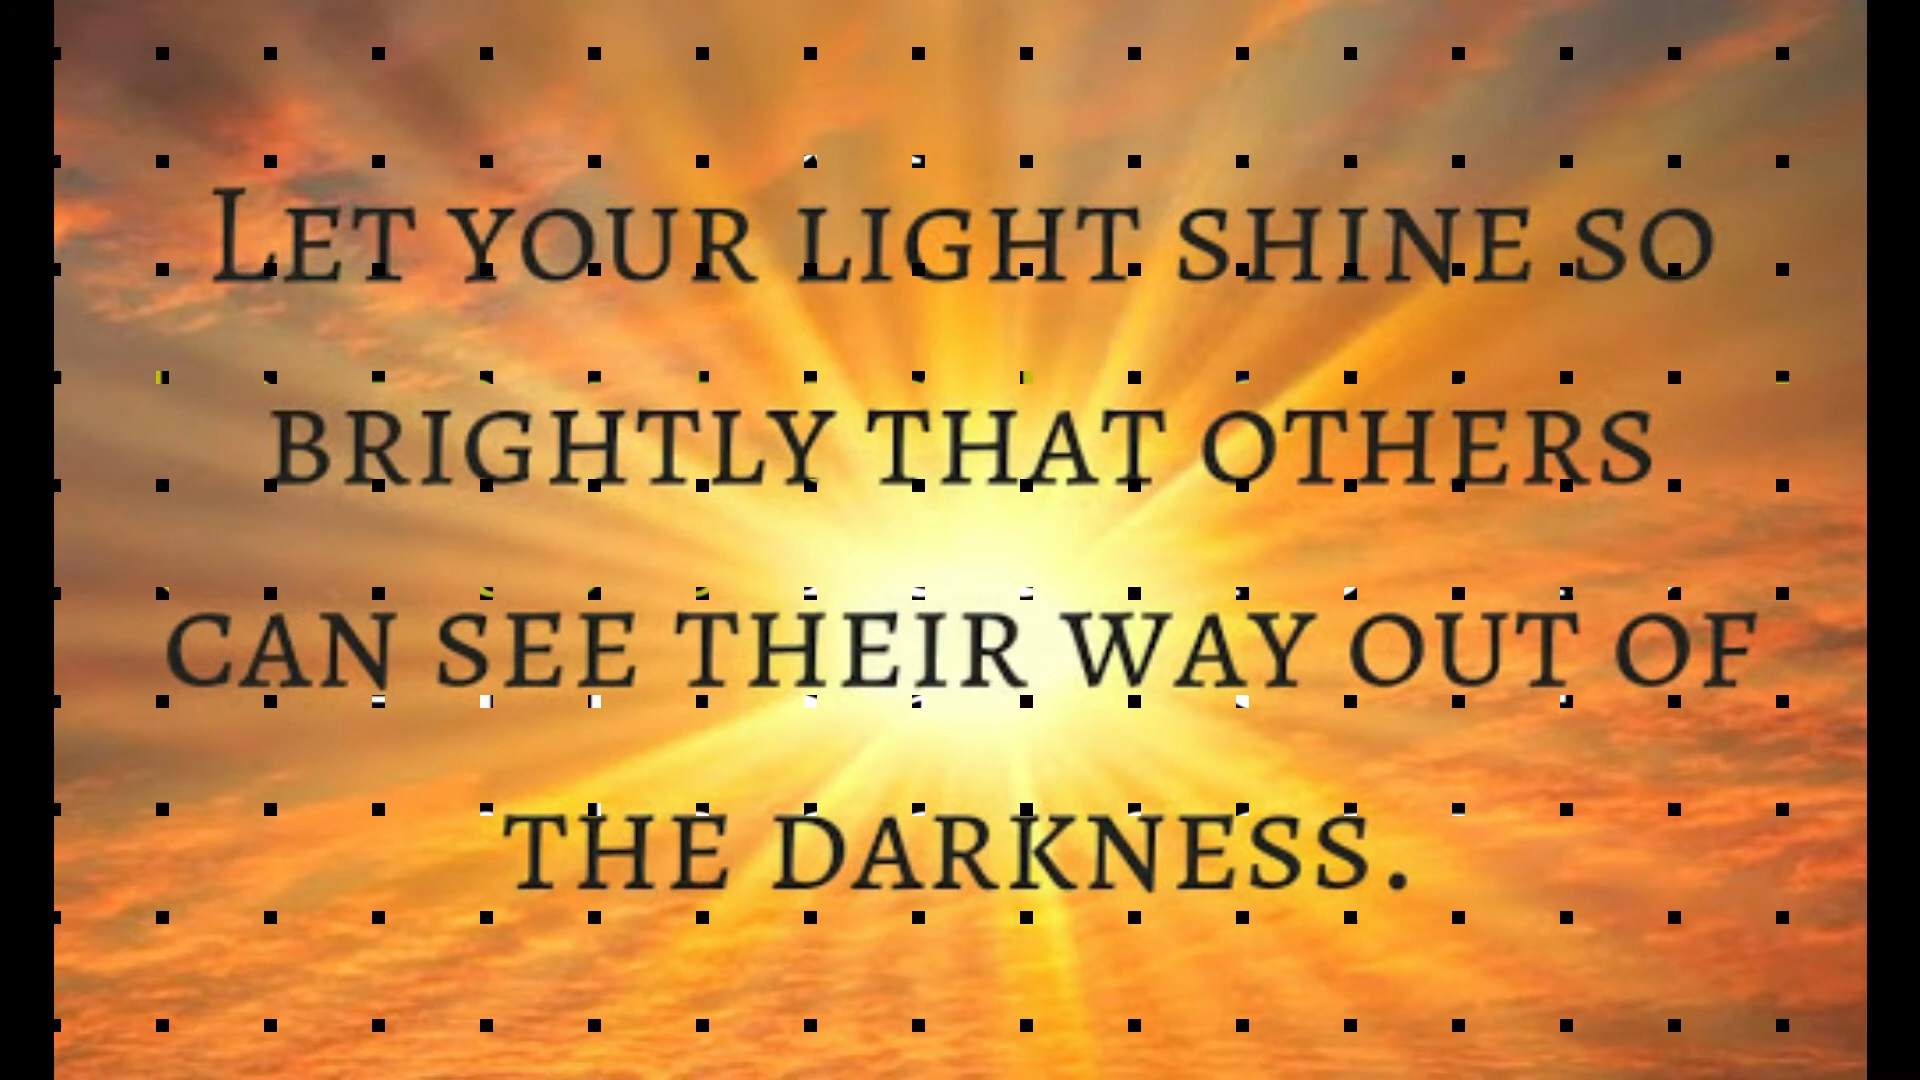 Let your light shine so
brightly that others
can see their way out of
the darkness.